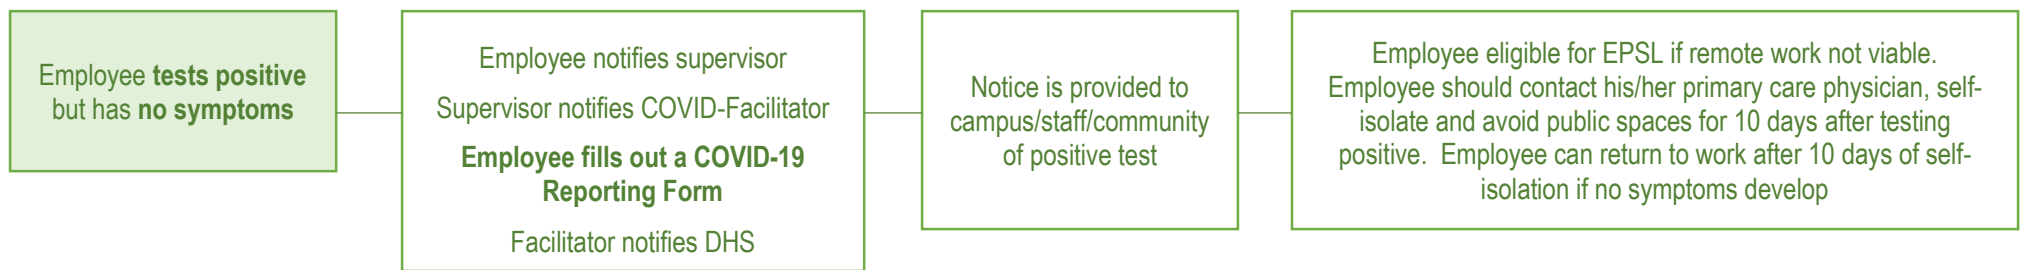 Employee tests positive
but has no symptoms
Employee notifies supervisor
Supervisor notifies COVID-Facilitator
Employee fills out a COVID-19
Reporting Form
Facilitator notifies DHS
Notice is provided to
campus/staff/community
of positive test
Employee eligible for EPSL if remote work not viable.
Employee should contact his/her primary care physician, self-
isolate and avoid public spaces for 10 days after testing
positive.  Employee can return to work after 10 days of self-
isolation if no symptoms develop